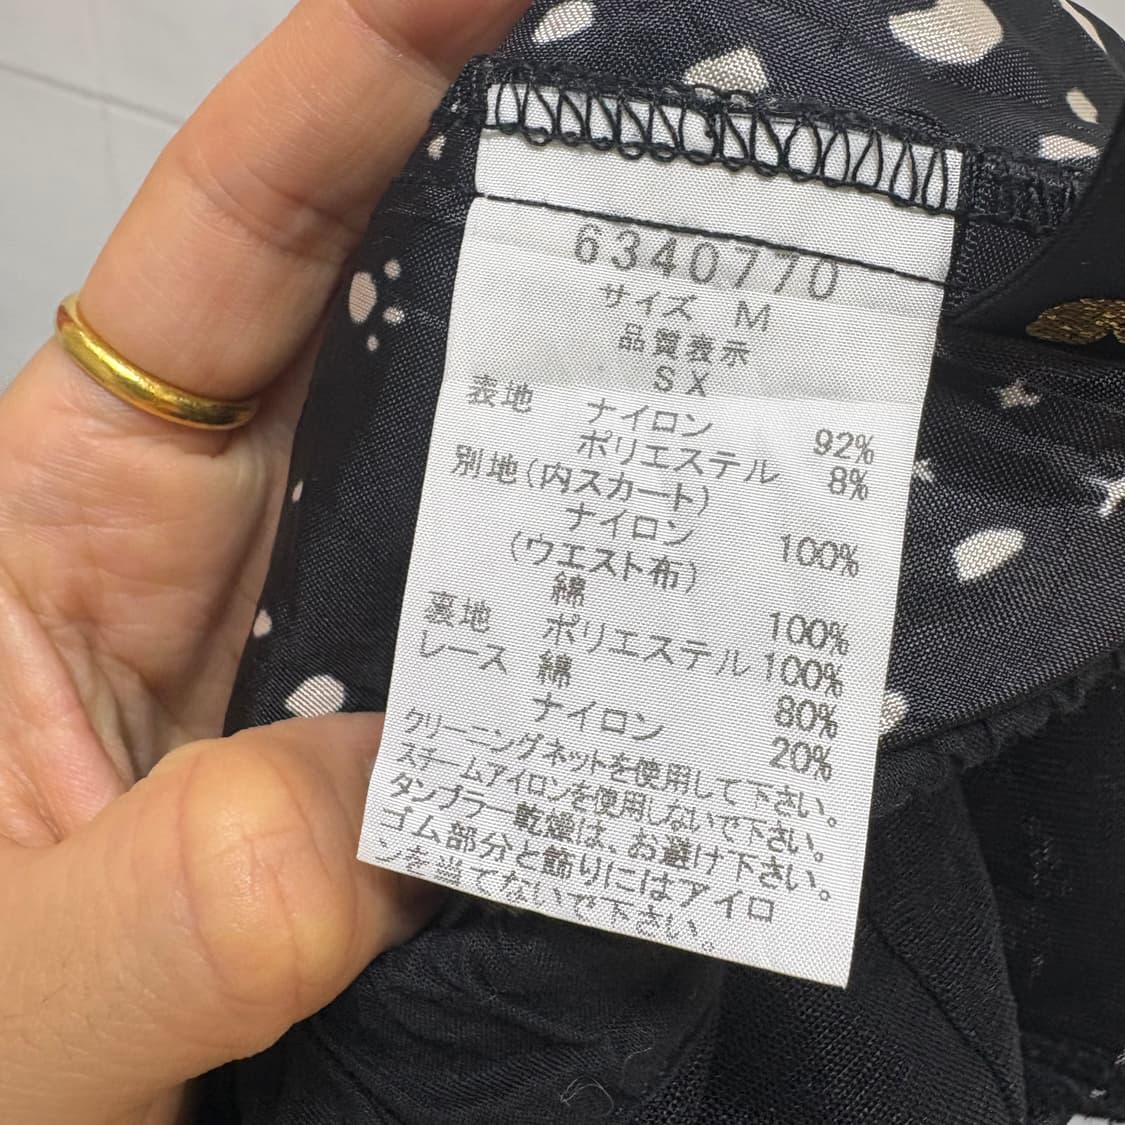 6340770
サイズ M
品質表示
SX
表地 ナイロン 92%
ポリエステル 8%
別地(内スカート)
ナイロン 100%
(ウエスト布)
綿 100%
裏地 ポリエステル 100%
レース 綿 80%
ナイロン 20%
クリーニングネットを使用して下さい。
スチームアイロンを使用しないで下さい。
タンブラー乾燥は、お避け下さい。
ゴム部分と飾りにはアイロ
ンを当てないで下さい。